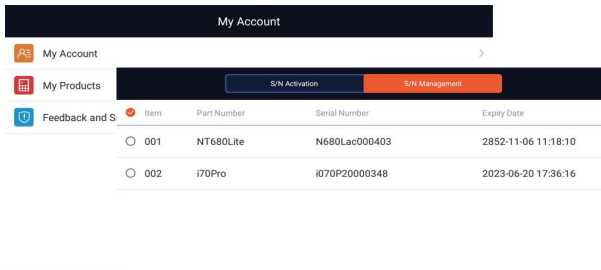 My Account
My Account
My Products
Feedback and S
S/N Activation S/N Management
Item Part Number Serial Number Expiry Date
001 NT680Lite N680Lac000403 2852-11-06 11:18:10
002 i70Pro i070P20000348 2023-06-20 17:36:16